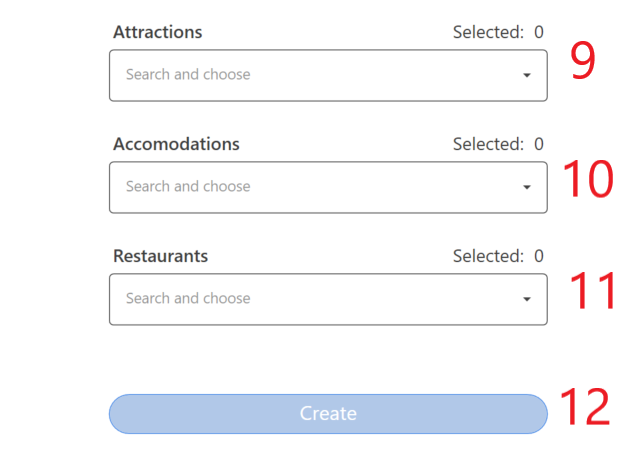 Attractions Selected: 0
Search and choose 9
Accomodations Selected: 0
Search and choose 10
Restaurants Selected: 0
Search and choose 11
Create 12